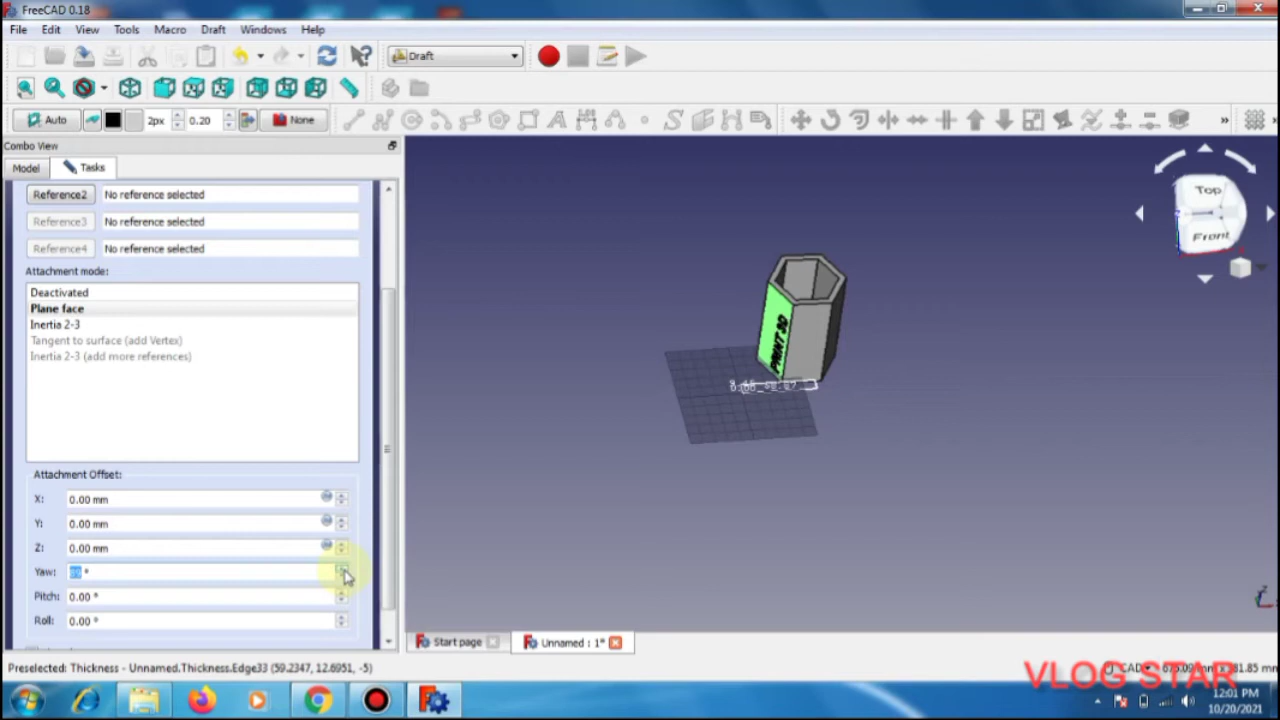 FreeCAD 0.18
File Edit View Tools Macro Draft Windows Help
Draft
Auto 2px 0.20 None
Combo View
Model Tasks
Reference2 No reference selected
Reference3 No reference selected
Reference4 No reference selected
Attachment mode:
Deactivated
Plane face
Inertia 2-3
Tangent to surface (add Vertex)
Inertia 2-3 (add more references)
Attachment Offset:
X: 0.00 mm
Y: 0.00 mm
Z: 0.00 mm
Yaw: °
Pitch: 0.00 °
Roll: 0.00 °
Top
Front
PRINT 3D
Start page Unnamed : 1*
Preselected: Thickness - Unnamed.Thickness.Edge33 (59.2347, 12.6951, -5)
CAD
VLOG STAR
12:01 PM
10/20/2021